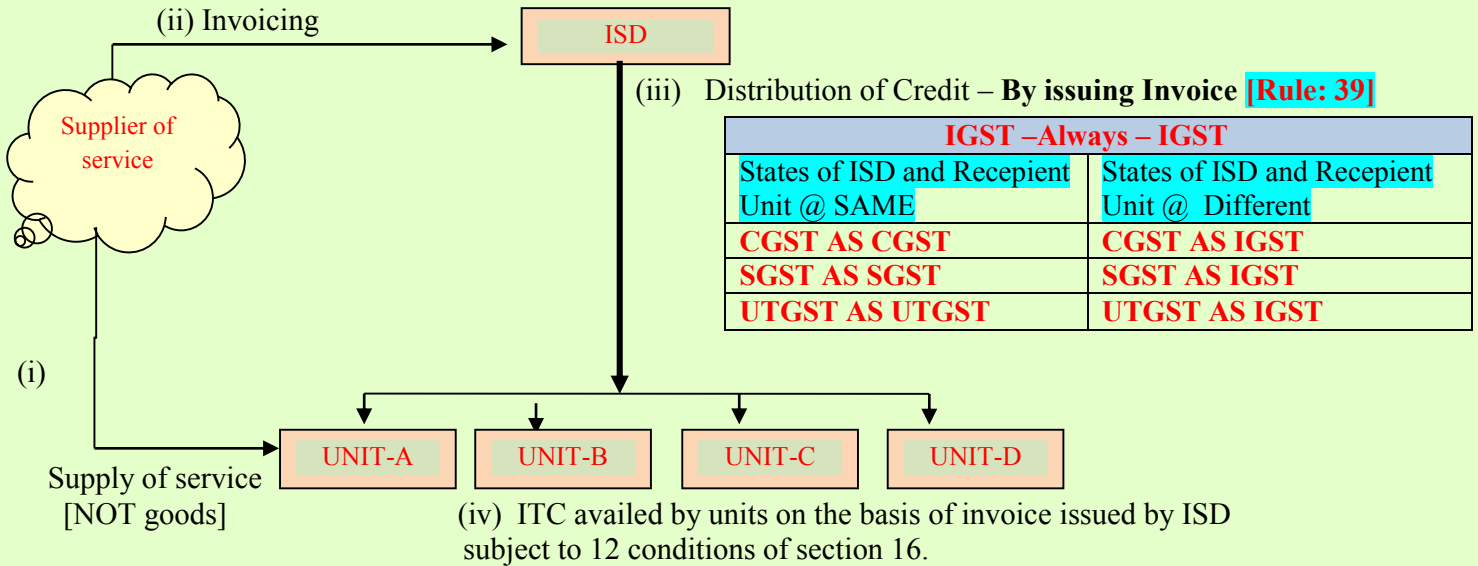 (ii) Invoicing
ISD
(iii) Distribution of Credit – By issuing Invoice [Rule: 39]
Supplier of
service
IGST –Always – IGST
States of ISD and Recepient
Unit @ SAME
States of ISD and Recepient
Unit @ Different
CGST AS CGST
CGST AS IGST
SGST AS SGST
SGST AS IGST
UTGST AS UTGST
UTGST AS IGST
(i)
UNIT-A
UNIT-B
UNIT-C
UNIT-D
Supply of service
[NOT goods]
(iv) ITC availed by units on the basis of invoice issued by ISD
subject to 12 conditions of section 16.